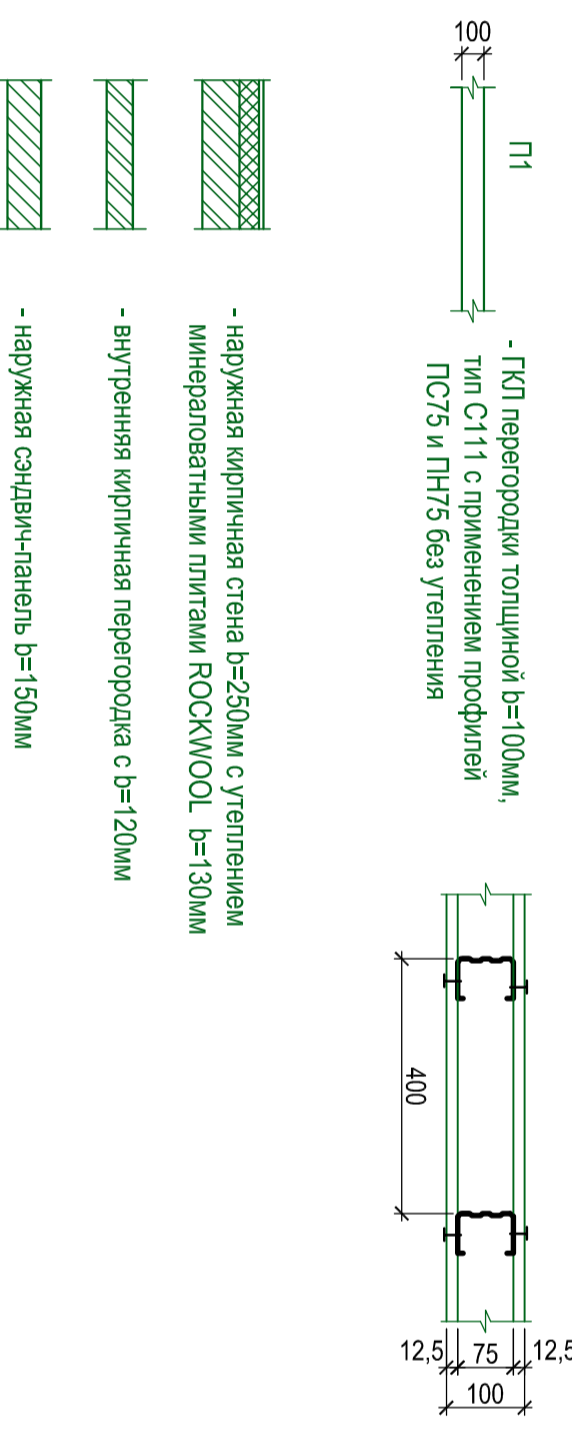 П1
100
- ГКЛ перегородки толщиной b=100мм,
тип С111 с применением профилей
ПС75 и ПН75 без утепления
400
12,5
75
12,5
100
- наружная кирпичная стена b=250мм с утеплением
минераловатными плитами ROCKWOOL b=130мм
- внутренняя кирпичная перегородка с b=120мм
- наружная сэндвич-панель b=150мм